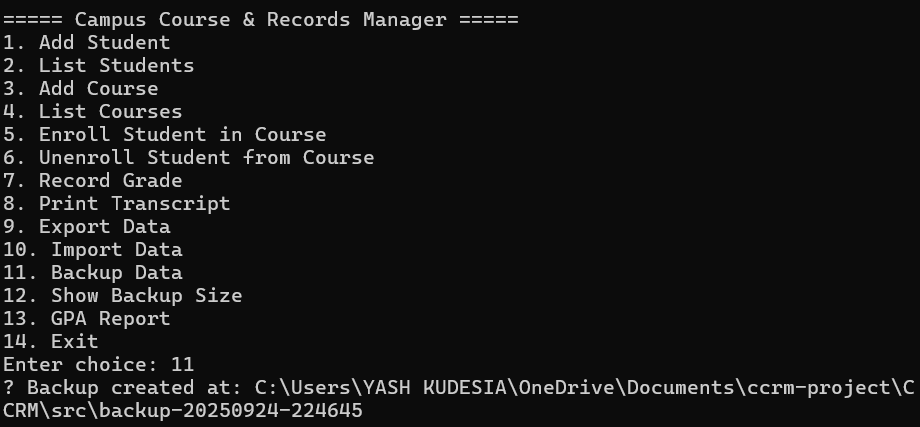 ===== Campus Course & Records Manager =====
1. Add Student
2. List Students
3. Add Course
4. List Courses
5. Enroll Student in Course
6. Unenroll Student from Course
7. Record Grade
8. Print Transcript
9. Export Data
10. Import Data
11. Backup Data
12. Show Backup Size
13. GPA Report
14. Exit
Enter choice: 11
? Backup created at: C:\Users\YASH KUDESIA\OneDrive\Documents\ccrm-project\C
CRM\src\backup-20250924-224645